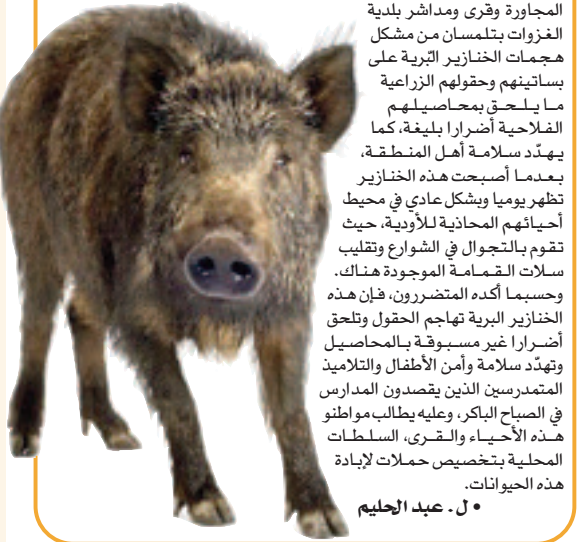 المجاورة وقرى ومداشر بلدية
الغزوات بتلمسان من مشكل
هجمات الخنازير البّرية على
بساتينهم وحقولهم الزراعية
ما يلحق بمحاصيلهم
الفلاحية أضرارا بليغة، كما
يهدّد سلامة أهل المنطقة،
بعدما أصبحت هذه الخنازير
تظهر يوميا وبشكل عادي في محيط
أحيائهم المحاذية للأودية، حيث
تقوم بالتجوال في الشوارع وتقليب
سلات القمامة الموجودة هناك.
وحسبما أكده المتضررون، فإن هذه
الخنازير البرية تهاجم الحقول وتلحق
أضرارا غير مسبوقة بالمحاصيل
وتهدّد سلامة وأمن الأطفال والتلاميذ
المتمدرسين الذين يقصدون المدارس
في الصباح الباكر، وعليه يطالب مواطنو
هذه الأحياء والقرى، السلطات
المحلية بتخصيص حملات لإبادة
هذه الحيوانات.
• ل. عبد الحليم